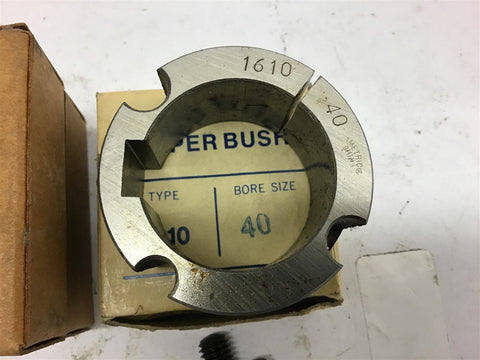 1610
40
METRIC
PER BUSH
TYPE
BORE SIZE
10
40